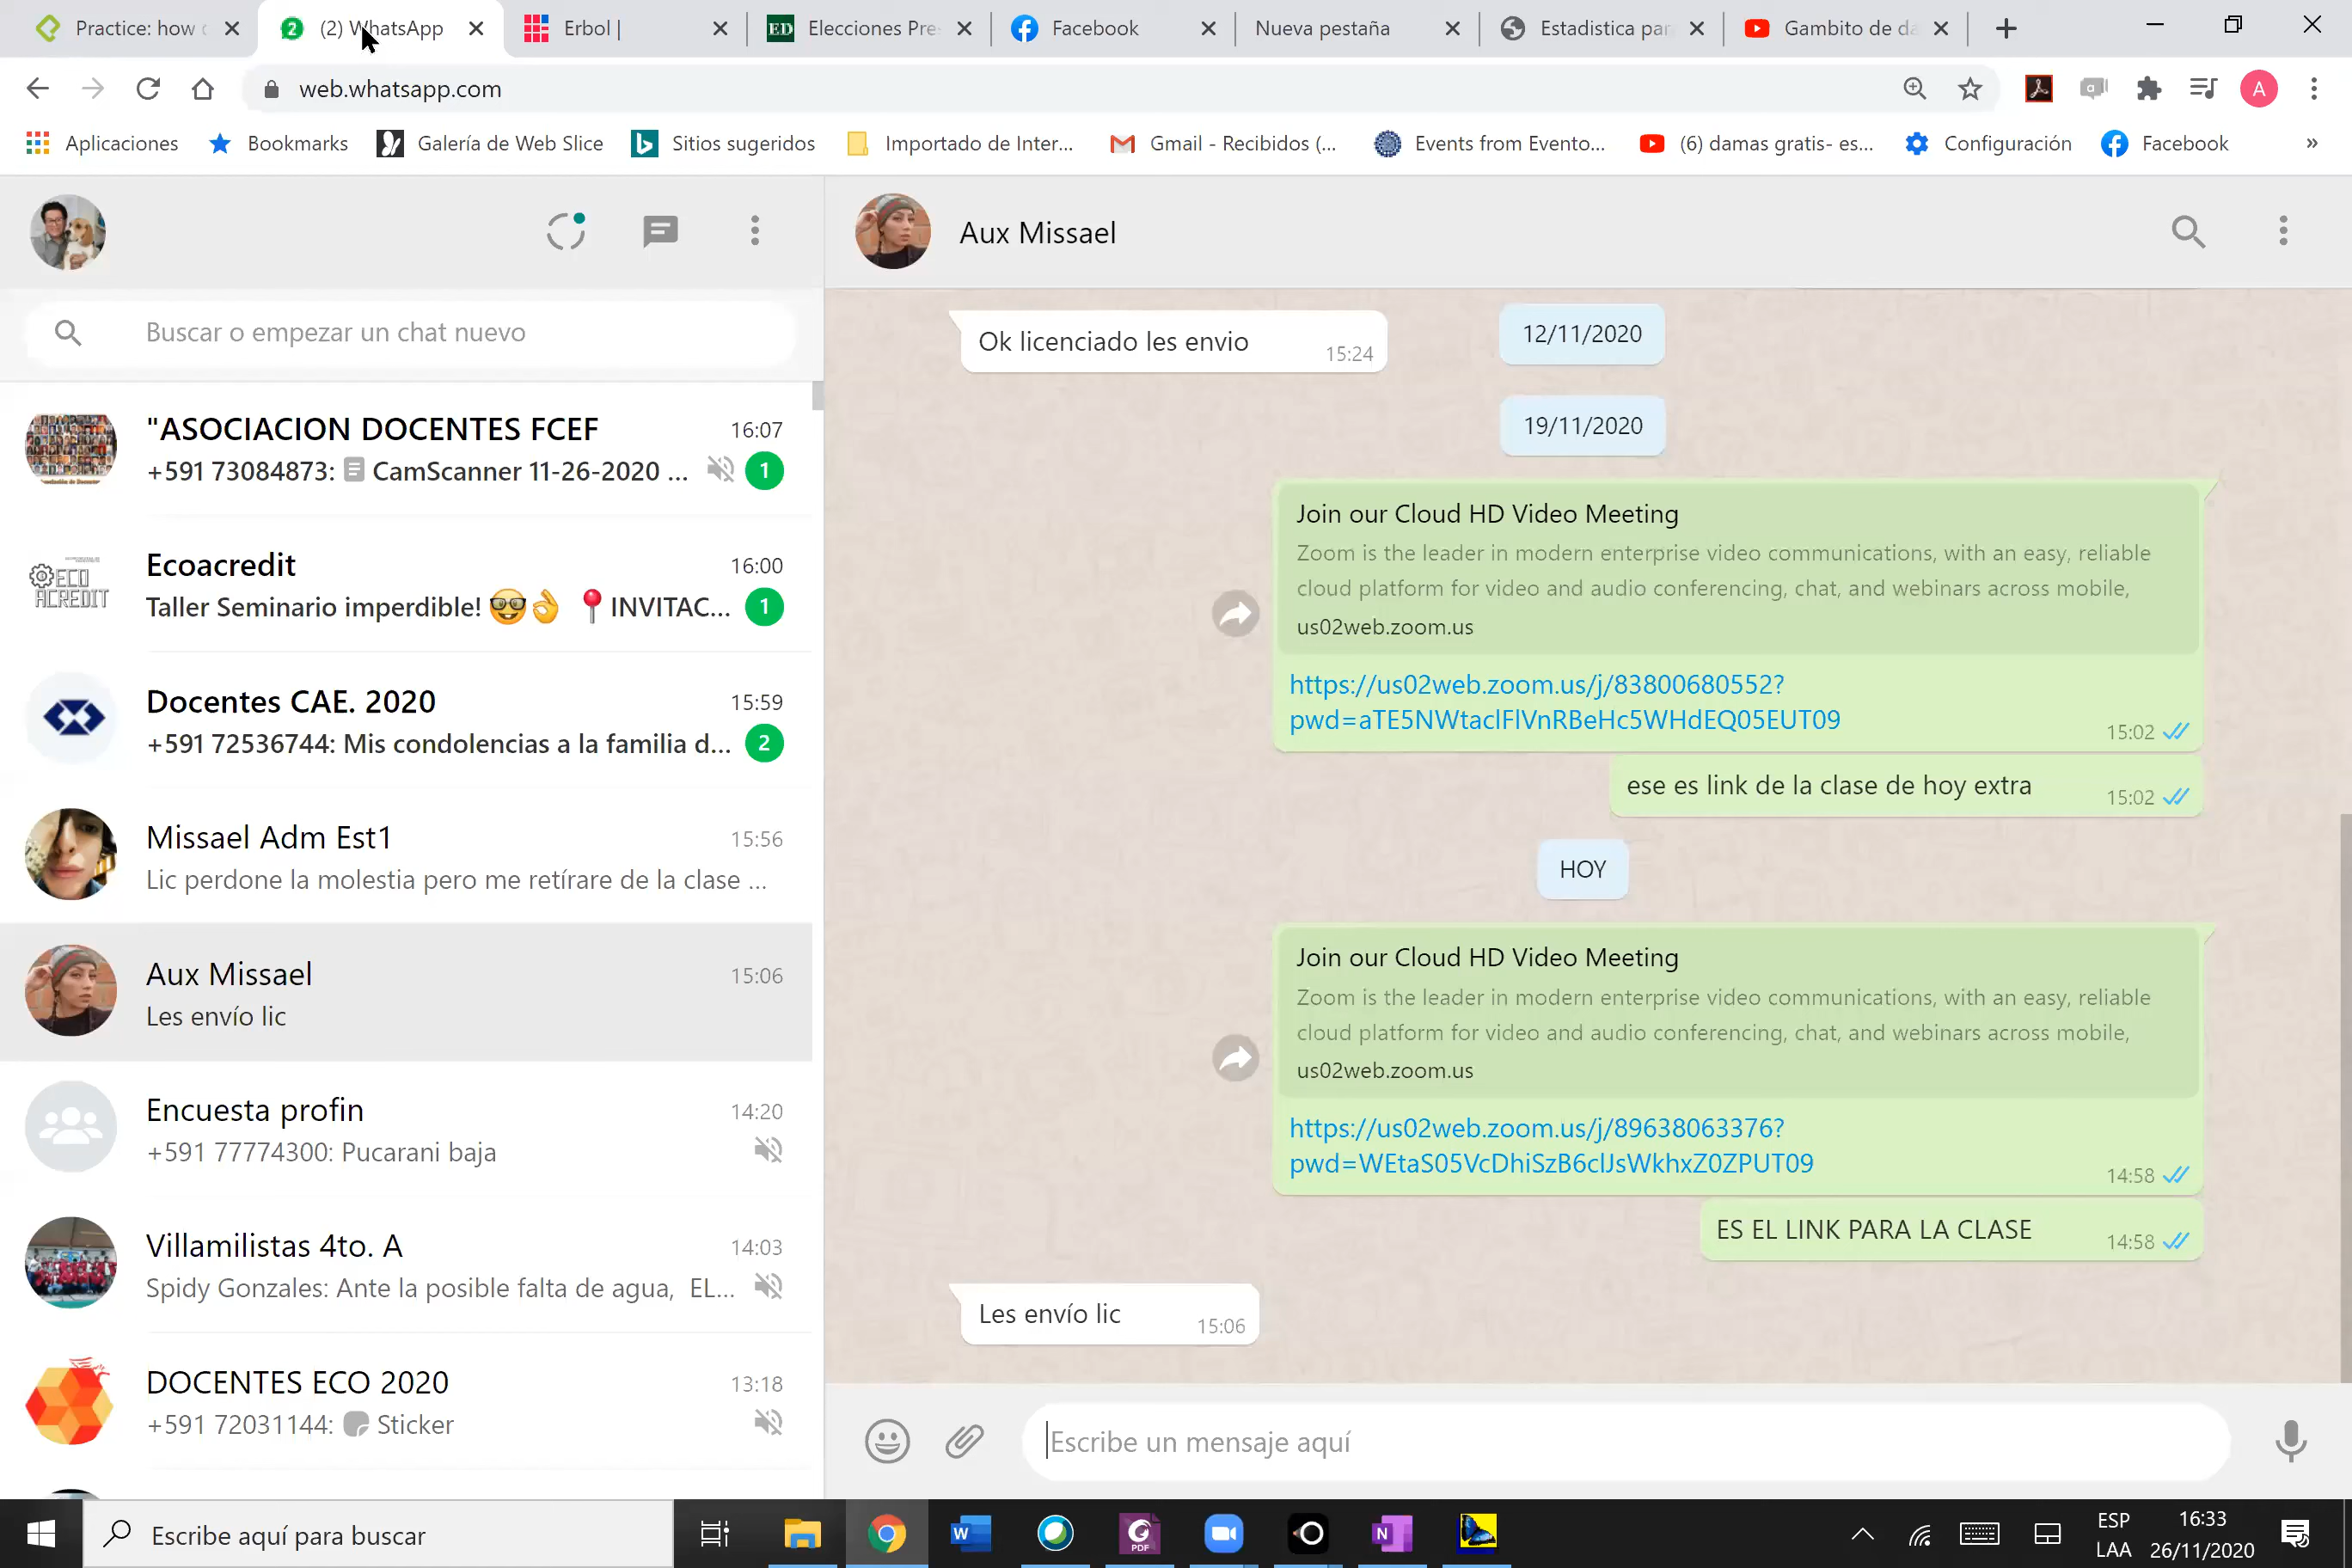 Practice: how
(2) WhatsApp
Erbol |
ED Elecciones Pre
Facebook
Nueva pestaña
Estadistica par
Gambito de da
web.whatsapp.com
A
Aplicaciones
Bookmarks
Galería de Web Slice
Sitios sugeridos
Importado de Inter...
Gmail - Recibidos (...
Events from Evento...
(6) damas gratis- es...
Configuración
Facebook
»
Buscar o empezar un chat nuevo
"ASOCIACION DOCENTES FCEF 16:07
+591 73084873: CamScanner 11-26-2020 ... 1
ECO ACREDIT
Ecoacredit 16:00
Taller Seminario imperdible! 🤓👌 📍INVITAC... 1
Docentes CAE. 2020 15:59
+591 72536744: Mis condolencias a la familia d... 2
Missael Adm Est1 15:56
Lic perdone la molestia pero me retírare de la clase ...
Aux Missael 15:06
Les envío lic
Encuesta profin 14:20
+591 77774300: Pucarani baja
Villamilistas 4to. A 14:03
Spidy Gonzales: Ante la posible falta de agua, EL...
DOCENTES ECO 2020 13:18
+591 72031144: Sticker
Aux Missael
12/11/2020
Ok licenciado les envio 15:24
19/11/2020
Join our Cloud HD Video Meeting
Zoom is the leader in modern enterprise video communications, with an easy, reliable
cloud platform for video and audio conferencing, chat, and webinars across mobile,
us02web.zoom.us
https://us02web.zoom.us/j/83800680552?
pwd=aTE5NWtaclFlVnRBeHc5WHdEQ05EUT09 15:02
ese es link de la clase de hoy extra 15:02
HOY
Join our Cloud HD Video Meeting
Zoom is the leader in modern enterprise video communications, with an easy, reliable
cloud platform for video and audio conferencing, chat, and webinars across mobile,
us02web.zoom.us
https://us02web.zoom.us/j/89638063376?
pwd=WEtaS05VcDhiSzB6clJsWkhxZ0ZPUT09 14:58
ES EL LINK PARA LA CLASE 14:58
Les envío lic 15:06
Escribe un mensaje aquí
Escribe aquí para buscar
ESP
LAA
16:33
26/11/2020